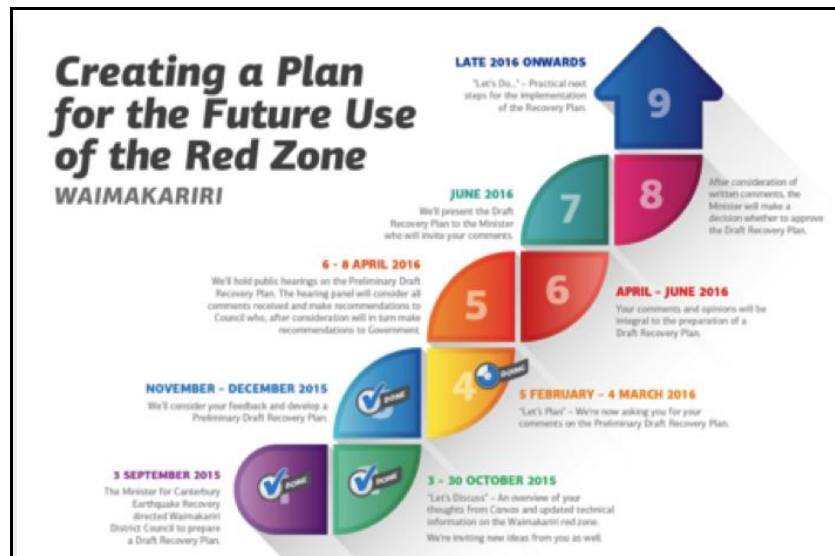 Creating a Plan
for the Future Use
of the Red Zone
WAIMAKARIRI
LATE 2016 ONWARDS
"Let's Do..." – Practical next
steps for the implementation
of the Recovery Plan.
9
8
After consideration of
written comments, the
Minister will make a
decision whether to approve
the Draft Recovery Plan.
JUNE 2016
We'll present the Draft
Recovery Plan to the Minister
who will invite your comments.
7
6 - 8 APRIL 2016
We'll hold public hearings on the Preliminary Draft
Recovery Plan. The hearing panel will consider all
comments received and make recommendations to
Council who, after consideration will in turn make
recommendations to Government.
5
6
APRIL – JUNE 2016
Your comments and opinions will be
integral to the preparation of a
Draft Recovery Plan.
NOVEMBER – DECEMBER 2015
We'll consider your feedback and develop a
Preliminary Draft Recovery Plan.
DONE
4
DOING
5 FEBRUARY – 4 MARCH 2016
"Let's Plan" – We're now asking you for your
comments on the Preliminary Draft Recovery Plan.
3 SEPTEMBER 2015
The Minister for Canterbury
Earthquake Recovery
directed Waimakariri
District Council to prepare
a Draft Recovery Plan.
DONE
DONE
3 – 30 OCTOBER 2015
"Let's Discuss" – An overview of your
thoughts from Canvas and updated technical
information on the Waimakariri red zone.
We're inviting new ideas from you as well.